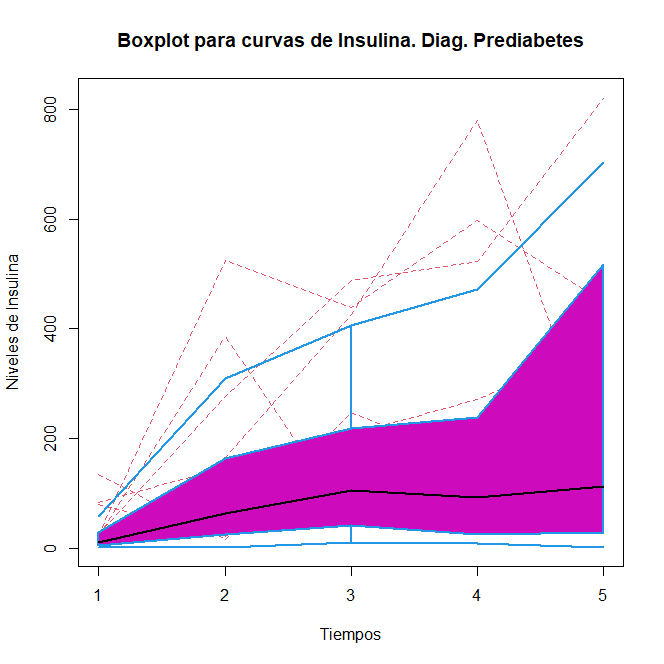 Boxplot para curvas de Insulina. Diag. Prediabetes
800
600
400
200
0
Niveles de Insulina
1 2 3 4 5
Tiempos